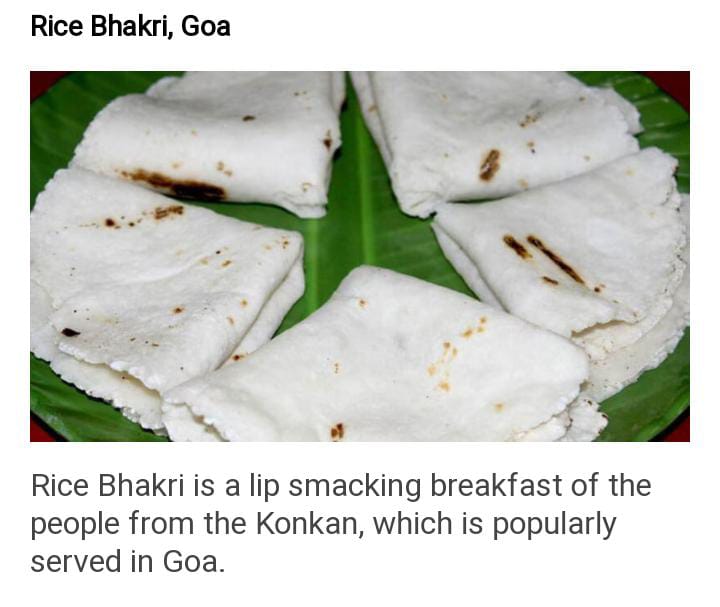 Rice Bhakri, Goa
Rice Bhakri is a lip smacking breakfast of the
people from the Konkan, which is popularly
served in Goa.